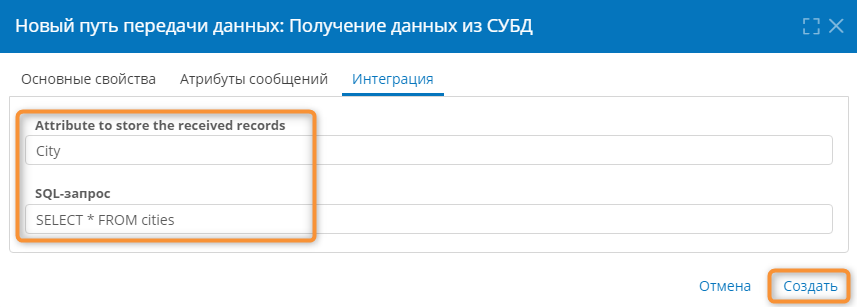 Новый путь передачи данных: Получение данных из СУБД
Основные свойства Атрибуты сообщений Интеграция
Attribute to store the received records
City
SQL-запрос
SELECT * FROM cities
Отмена Создать